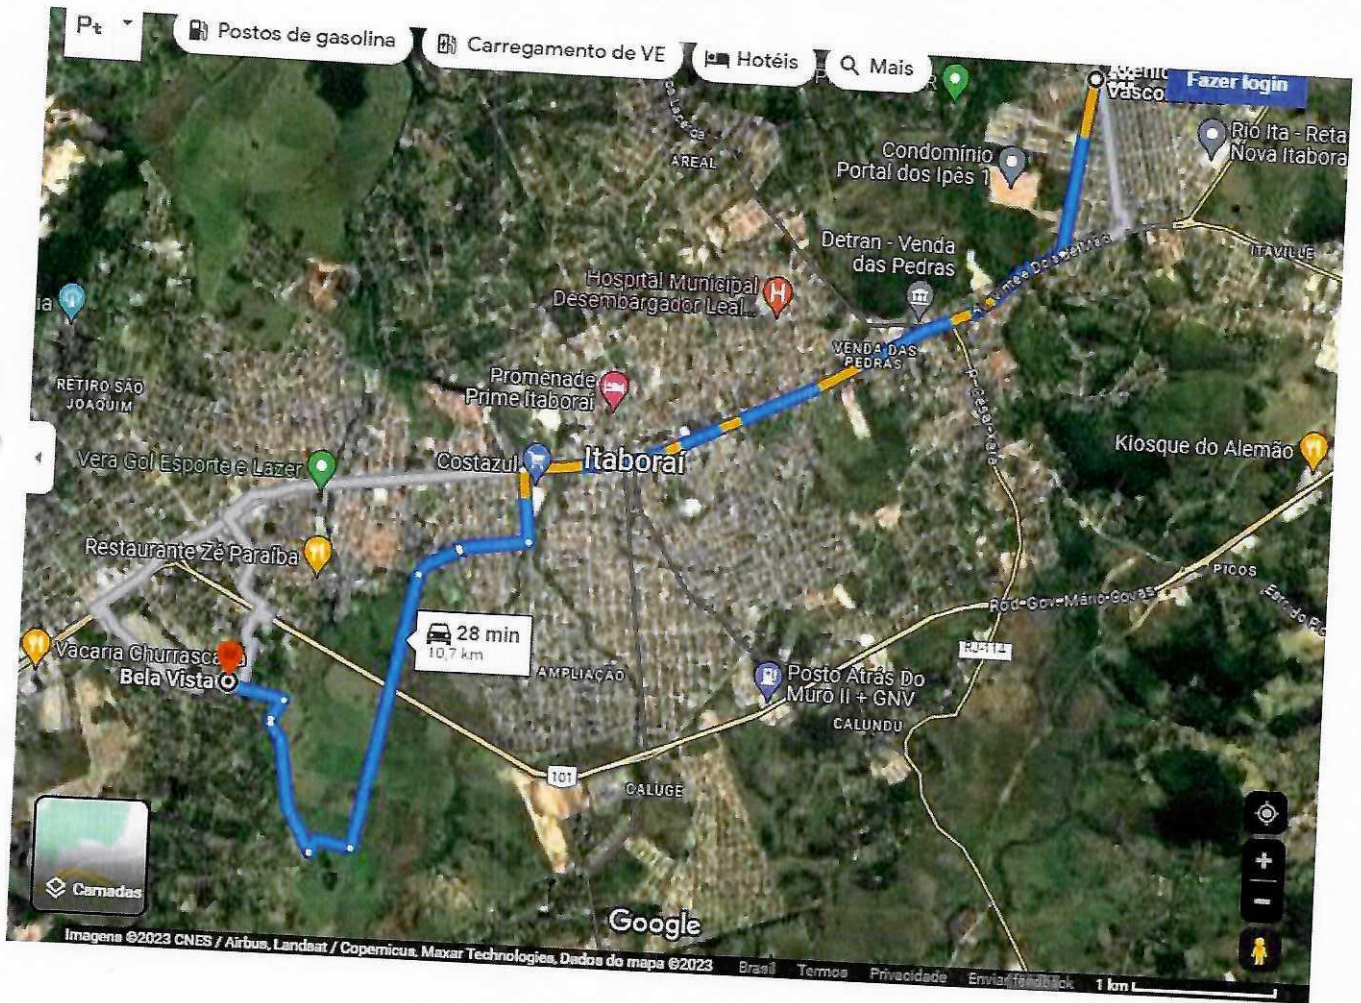 Pt
Postos de gasolina
Carregamento de VE
Hotéis
Mais
Fazer login
Vasco
Rio Ita - Reta
Nova Itabora
Condomínio
Portal dos Ipês 1
AREAL
Detran - Venda
das Pedras
ITAVILLE
Hospital Municipal
Desembargador Leal...
ia
VENDA DAS
PEDRAS
RETIRO SÃO
JOAQUIM
Promenade
Prime Itaboraí
Kiosque do Alemão
Vera Gol Esporte e Lazer
Costazul
Itaboraí
Restaurante Zé Paraíba
PICOS
Rod. Gov. Mário Covas
28 min
10,7 km
RJ-114
Vacaria Churrasca
Bela Vista
AMPLIAÇÃO
Posto Atrás Do
Muro II + GNV
CALUNDU
101
CALUGE
Camadas
Google
Imagens ©2023 CNES / Airbus, Landsat / Copernicus, Maxar Technologies, Dados do mapa ©2023
Brasil
Termos
Privacidade
Enviar feedback
1 km